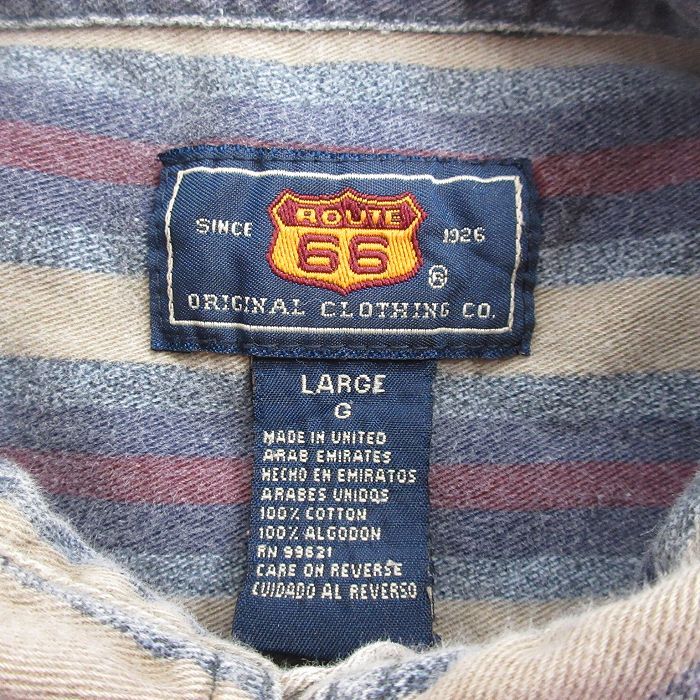 ROUTE
66
SINCE 1926
®
ORIGINAL CLOTHING CO.
LARGE
G
MADE IN UNITED
ARAB EMIRATES
HECHO EN EMIRATOS
ARABES UNIDOS
100% COTTON
100% ALGODON
RN 99621
CARE ON REVERSE
CUIDADO AL REVERSO